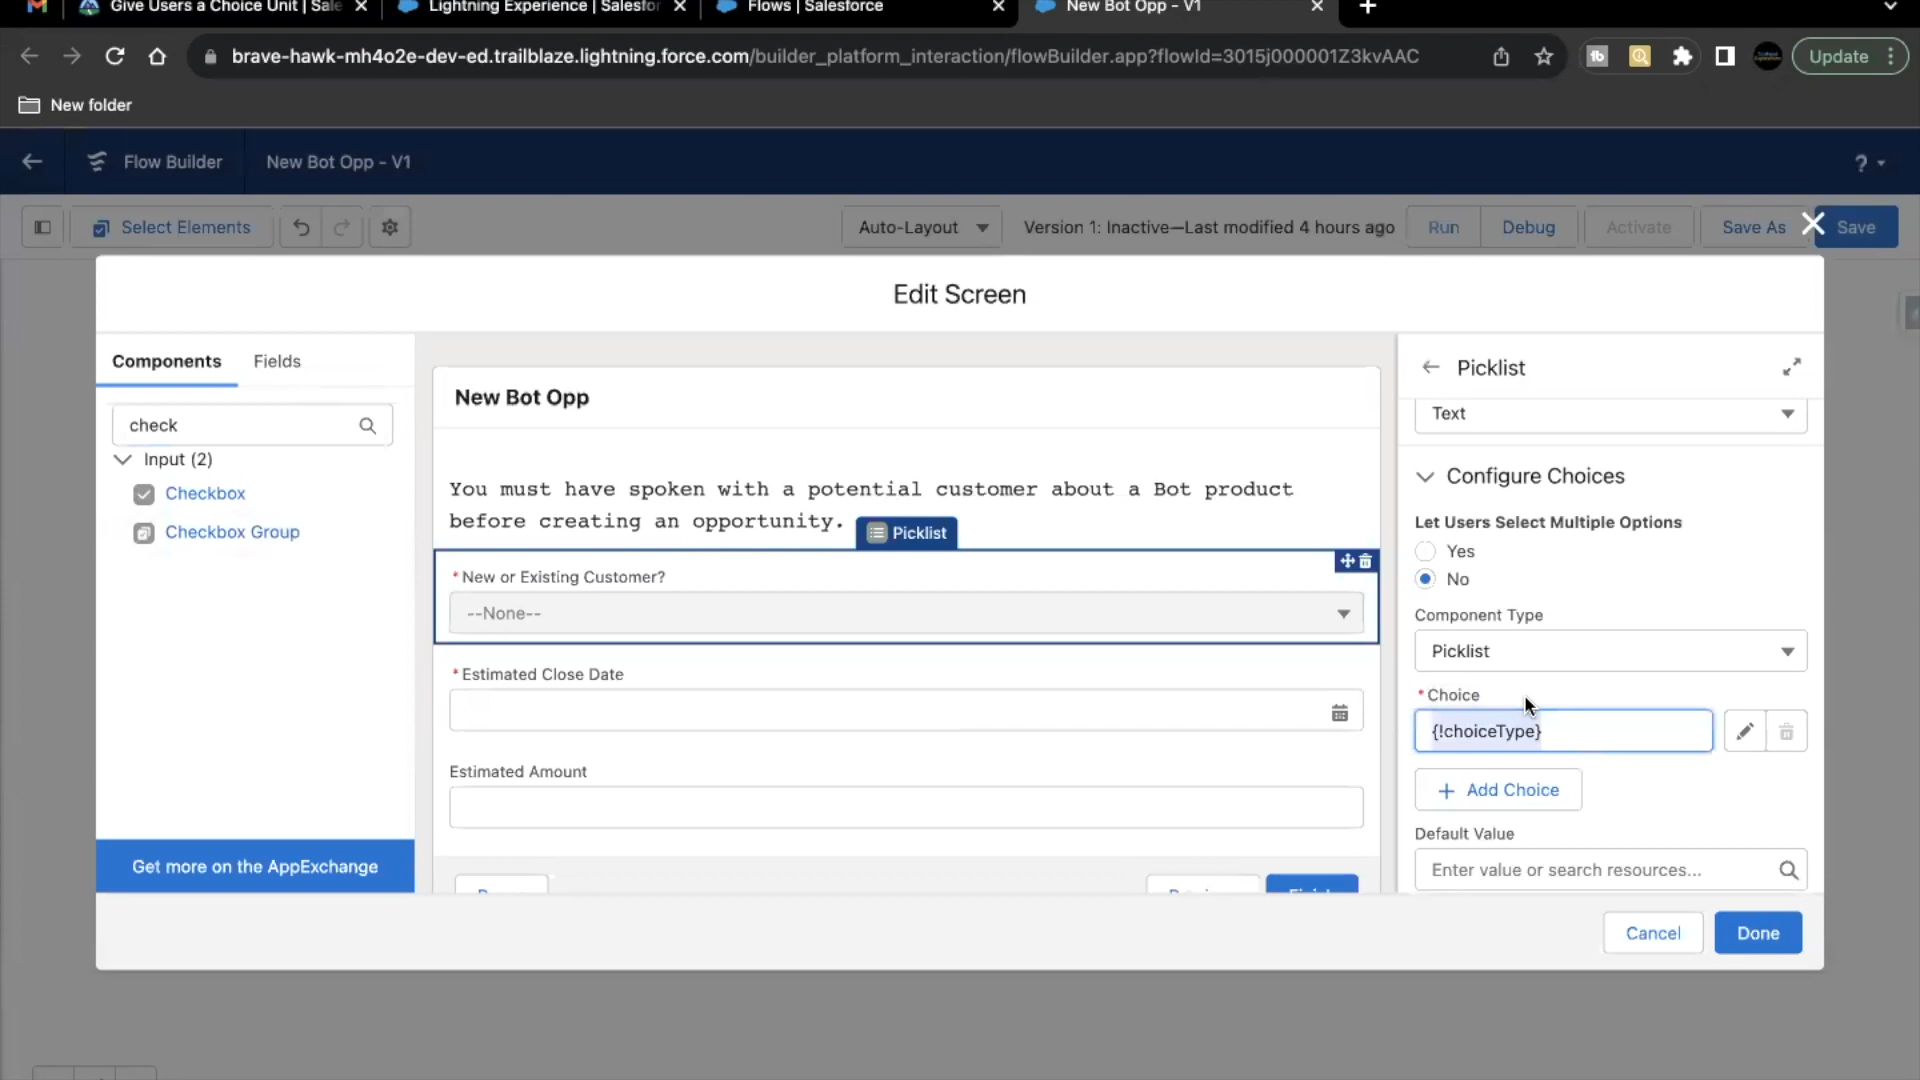 Give Users a Choice Unit | Sale
Lightning Experience | Salesfor
Flows | Salesforce
New Bot Opp - V1
brave-hawk-mh4o2e-dev-ed.trailblaze.lightning.force.com/builder_platform_interaction/flowBuilder.app?flowId=3015j000001Z3kvAAC
Update
New folder
Flow Builder
New Bot Opp - V1
?
Select Elements
Auto-Layout
Version 1: Inactive—Last modified 4 hours ago
Run
Debug
Activate
Save As
Save
Edit Screen
Components
Fields
check
Input (2)
Checkbox
Checkbox Group
Get more on the AppExchange
New Bot Opp
You must have spoken with a potential customer about a Bot product
before creating an opportunity.
Picklist
* New or Existing Customer?
--None--
* Estimated Close Date
Estimated Amount
Picklist
Text
Configure Choices
Let Users Select Multiple Options
Yes
No
Component Type
Picklist
* Choice
{!choiceType}
+ Add Choice
Default Value
Enter value or search resources...
Cancel
Done